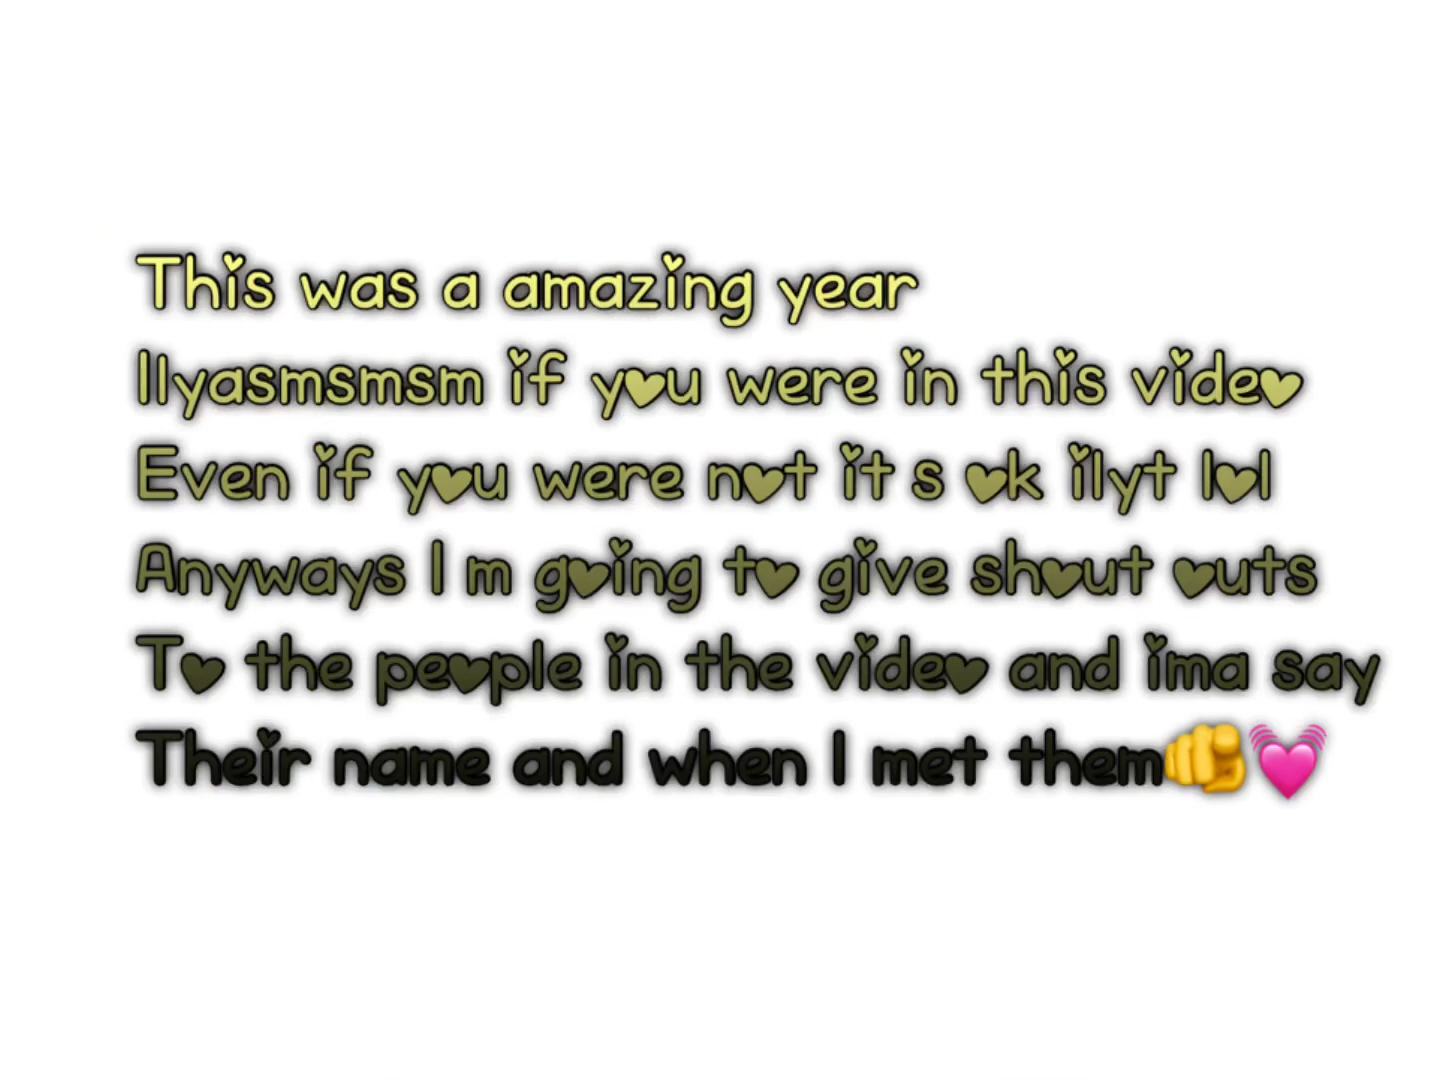 This was a amazing year
Ilyasmsmsm if you were in this video
Even if you were not it s ok ilyt lol
Anyways I m going to give shout outs
To the people in the video and ima say
Their name and when I met them🫵💓